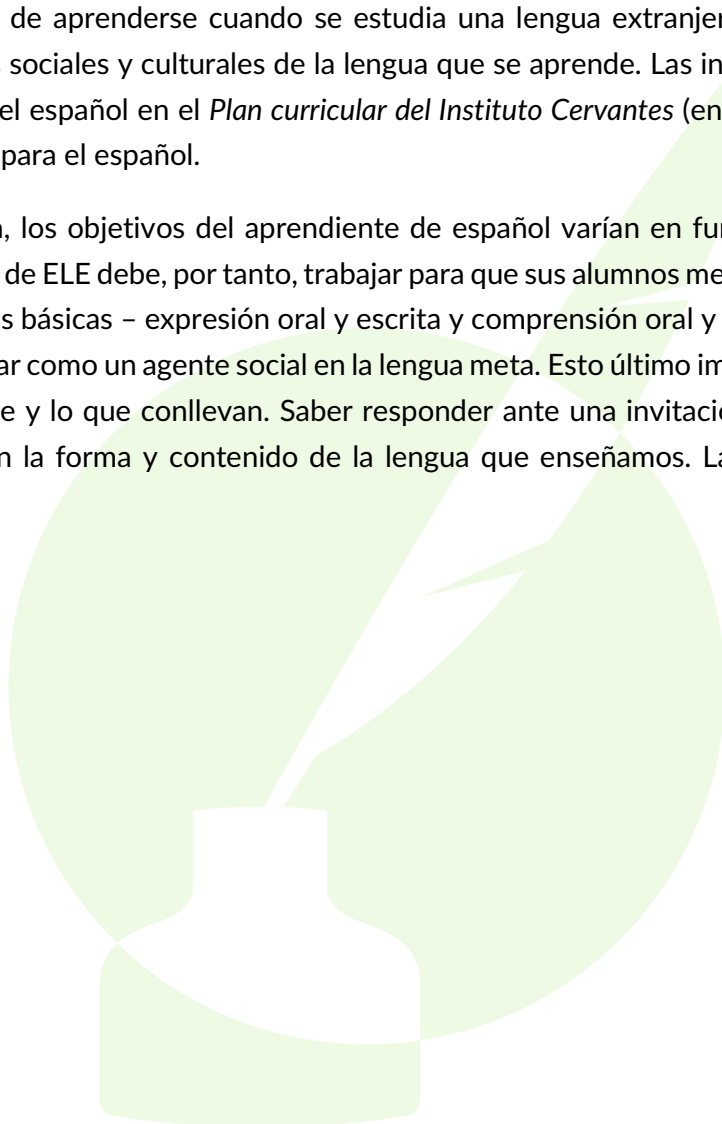 de aprenderse cuando se estudia una lengua extranjer
sociales y culturales de la lengua que se aprende. Las in
el español en el Plan curricular del Instituto Cervantes (en
para el español.
, los objetivos del aprendiente de español varían en fu
de ELE debe, por tanto, trabajar para que sus alumnos me
s básicas – expresión oral y escrita y comprensión oral y
ar como un agente social en la lengua meta. Esto último im
e y lo que conllevan. Saber responder ante una invitaci
n la forma y contenido de la lengua que enseñamos. La